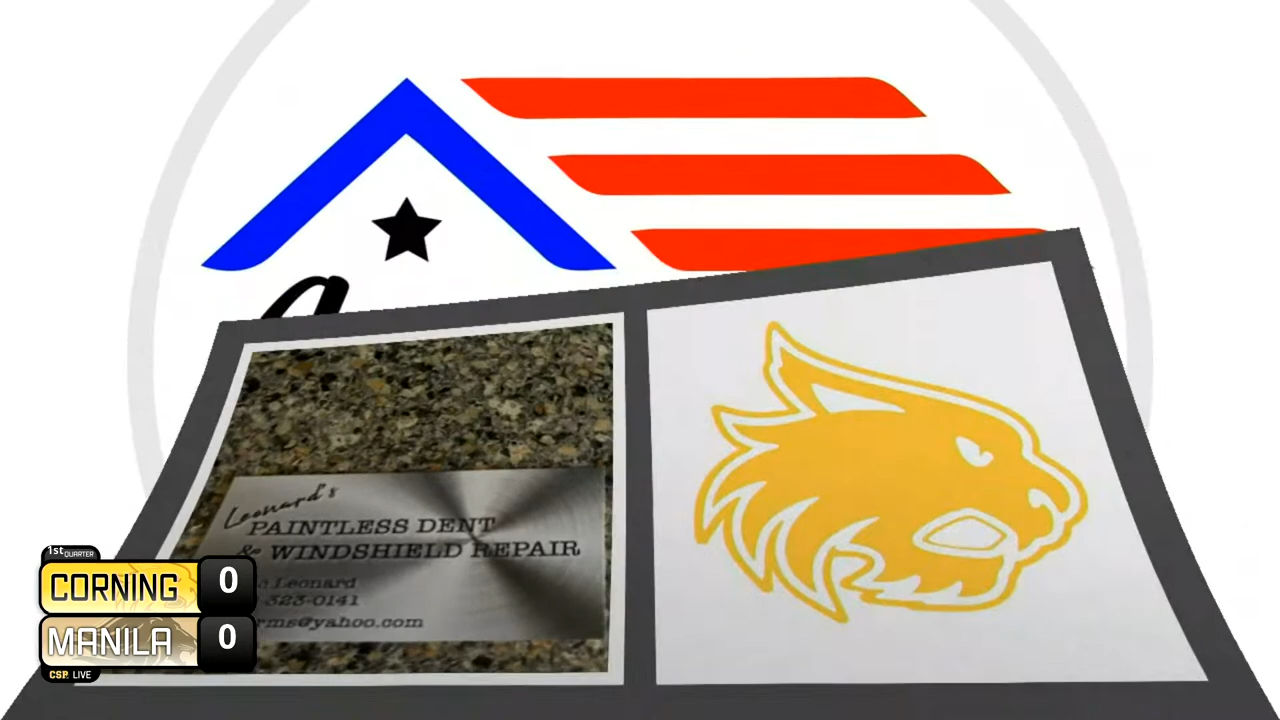 Leonard's
PAINTLESS DENT
& WINDSHIELD REPAIR
Leonard
323-0141
@yahoo.com
1st QUARTER
CORNING 0
MANILA 0
CSP. LIVE